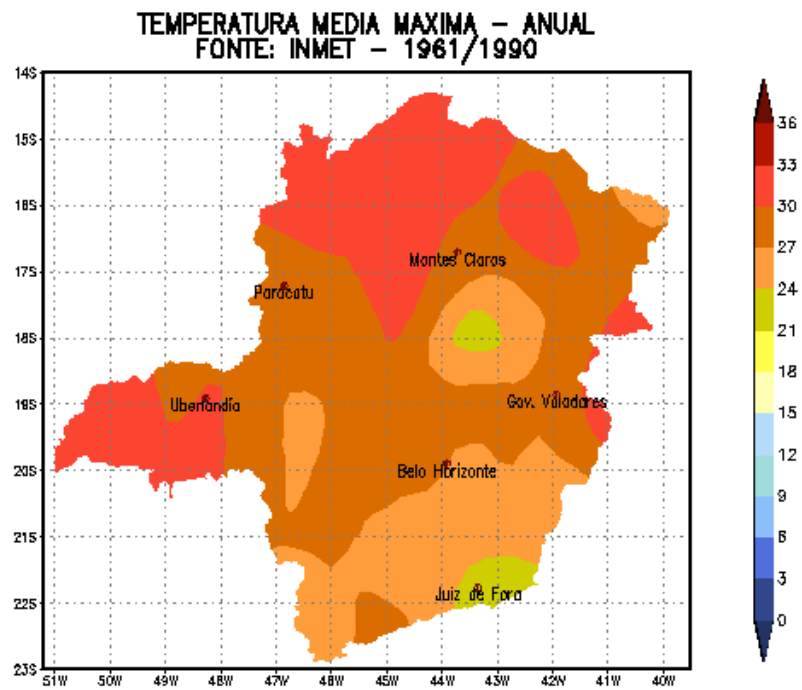 TEMPERATURA MEDIA MAXIMA – ANUAL
FONTE: INMET – 1961/1990
14S
15S
16S
17S
18S
19S
20S
21S
22S
23S
Montes Claros
Paracatu
Uberlandia
Gov. Valadares
Belo Horizonte
Juiz de Fora
51W 50W 49W 48W 47W 46W 45W 44W 43W 42W 41W 40W
36
33
30
27
24
21
18
15
12
9
6
3
0